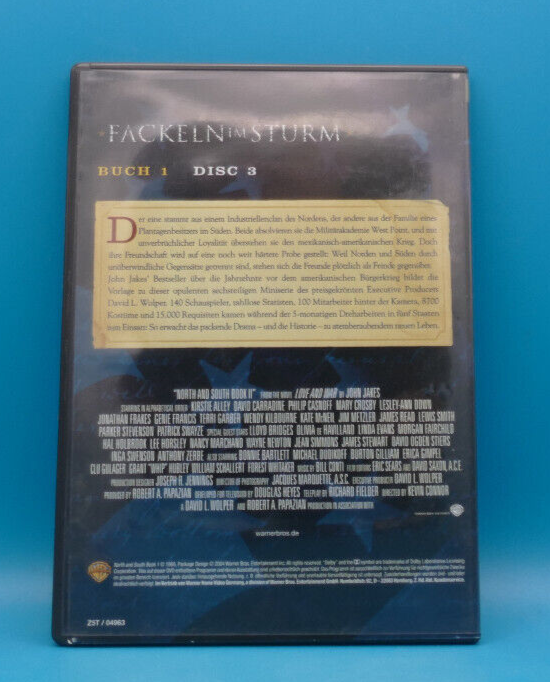 FACKELN IM STURM
BUCH 1 DISC 3
Der eine stammt aus einem Industriellenclan des Nordens, der andere aus der Familie eines
Plantagenbesitzers im Süden. Beide absolvieren sie die Militärakademie West Point, und mit
unverbrüchlicher Loyalität überstehen sie den mexikanisch-amerikanischen Krieg. Doch
ihre Freundschaft wird auf eine noch weit härtere Probe gestellt: Weil Norden und Süden durch
unüberwindliche Gegensätze getrennt sind, stehen sich die Freunde plötzlich als Feinde gegenüber.
John Jakes' Bestseller über die Jahrzehnte vor dem amerikanischen Bürgerkrieg bildet die
Vorlage zu dieser opulenten sechsteiligen Miniserie des preisgekrönten Executive Producers
David L. Wolper. 140 Schauspieler, zahllose Statisten, 100 Mitarbeiter hinter der Kamera, 8700
Kostüme und 15.000 Requisiten kamen während der 5-monatigen Dreharbeiten in fünf Staaten
zum Einsatz: So erwacht das packende Drama – und die Historie – zu atemberaubendem neuen Leben.
"NORTH AND SOUTH BOOK II" FROM THE NOVEL LOVE AND WAR BY JOHN JAKES
STARRING IN ALPHABETICAL ORDER KIRSTIE ALLEY DAVID CARRADINE PHILIP CASNOFF MARY CROSBY LESLEY-ANN DOWN
JONATHAN FRAKES GENIE FRANCIS TERRI GARBER WENDY KILBOURNE KATE McNEIL JIM METZLER JAMES READ LEWIS SMITH
PARKER STEVENSON PATRICK SWAYZE SPECIAL GUEST STARS LLOYD BRIDGES OLIVIA DE HAVILLAND LINDA EVANS MORGAN FAIRCHILD
HAL HOLBROOK LEE HORSLEY NANCY MARCHAND WAYNE NEWTON JEAN SIMMONS JAMES STEWART DAVID OGDEN STIERS
INGA SWENSON ANTHONY ZERBE ALSO STARRING BONNIE BARTLETT MICHAEL DUDIKOFF BURTON GILLIAM ERICA GIMPEL
CLU GULAGER GRANT "WHIP" HUBLEY WILLIAM SCHALLERT FOREST WHITAKER MUSIC BY BILL CONTI FILM EDITOR ERIC SEARS AND DAVID SAXON, A.C.E.
PRODUCTION DESIGNER JOSEPH R. JENNINGS DIRECTOR OF PHOTOGRAPHY JACQUES MARQUETTE, A.S.C. EXECUTIVE PRODUCER DAVID L. WOLPER
PRODUCED BY ROBERT A. PAPAZIAN DEVELOPED FOR TELEVISION BY DOUGLAS HEYES TELEPLAY BY RICHARD FIELDER DIRECTED BY KEVIN CONNOR
A DAVID L. WOLPER AND ROBERT A. PAPAZIAN PRODUCTION IN ASSOCIATION WITH
warnerbros.de
Z5T / 04963